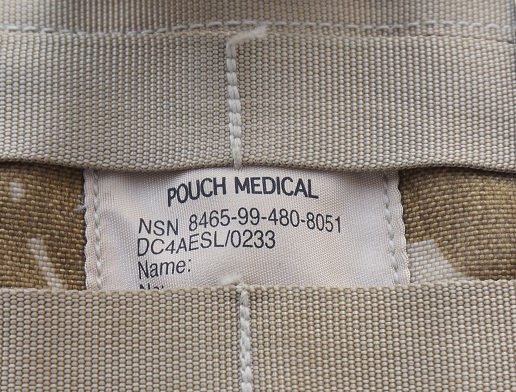 POUCH MEDICAL
NSN 8465-99-480-8051
DC4AESL/0233
Name: